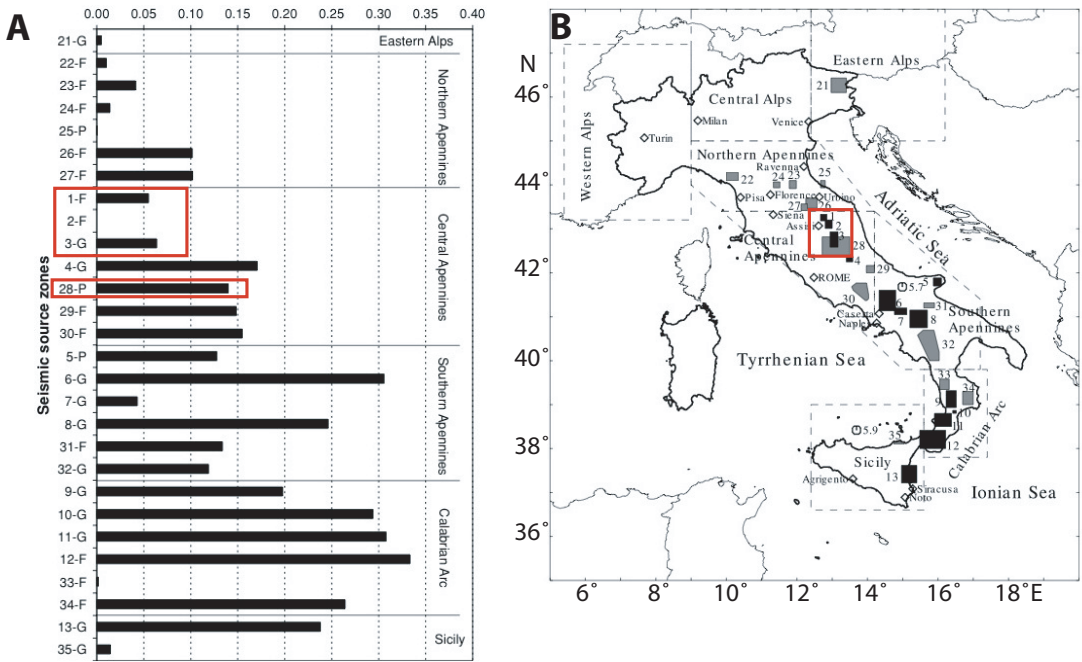 A
0.00 0.05 0.10 0.15 0.20 0.25 0.30 0.35 0.40
Seismic source zones
21-G
22-F
23-F
24-F
25-P
26-F
27-F
1-F
2-F
3-G
4-G
28-P
29-F
30-F
5-P
6-G
7-G
8-G
31-F
32-G
9-G
10-G
11-G
12-F
33-F
34-F
13-G
35-G
Eastern Alps
Northern Apennines
Central Apennines
Southern Apennines
Calabrian Arc
Sicily
B
N
46°
44°
42°
40°
38°
36°
6°
8°
10°
12°
14°
16°
18°E
Eastern Alps
21
Central Alps
Milan
Venice
Turin
Western Alps
Northern Apennines
Ravenna
22
24
23
25
Pisa
Florence
Urbino
27
26
Siena
Assisi
1
2
3
Central
Apennines
28
4
Adriatic Sea
ROME
29
30
5.7
5
6
7
31
8
Caserta
Naples
Southern
Apennines
32
Tyrrhenian Sea
33
34
9
10
11
12
Calabrian Arc
5.9
35
Sicily
13
Agrigento
Siracusa
Noto
Ionian Sea